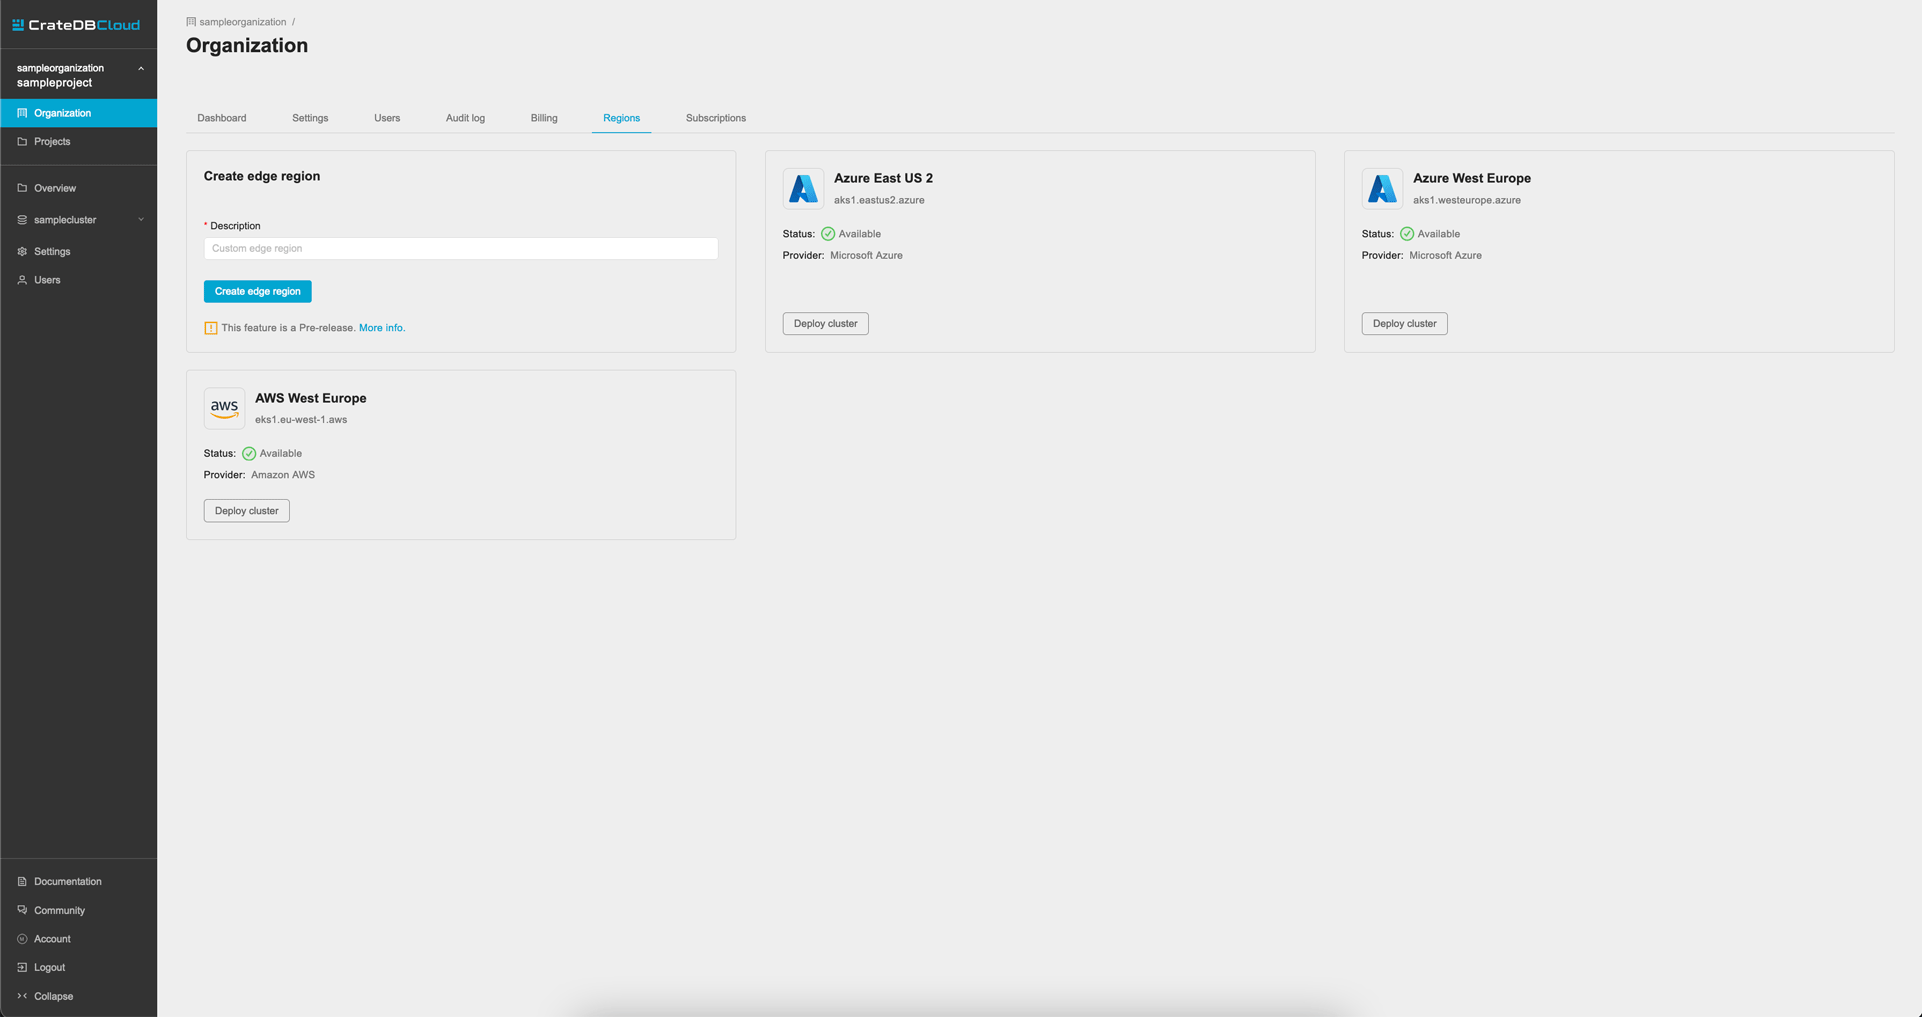 CrateDBCloud
sampleorganization
sampleproject
Organization
Projects
Overview
samplecluster
Settings
Users
Documentation
Community
Account
Logout
Collapse
sampleorganization /
Organization
Dashboard Settings Users Audit log Billing Regions Subscriptions
Create edge region
* Description
Custom edge region
Create edge region
This feature is a Pre-release. More info.
Azure East US 2
aks1.eastus2.azure
Status: Available
Provider: Microsoft Azure
Deploy cluster
Azure West Europe
aks1.westeurope.azure
Status: Available
Provider: Microsoft Azure
Deploy cluster
aws
AWS West Europe
eks1.eu-west-1.aws
Status: Available
Provider: Amazon AWS
Deploy cluster